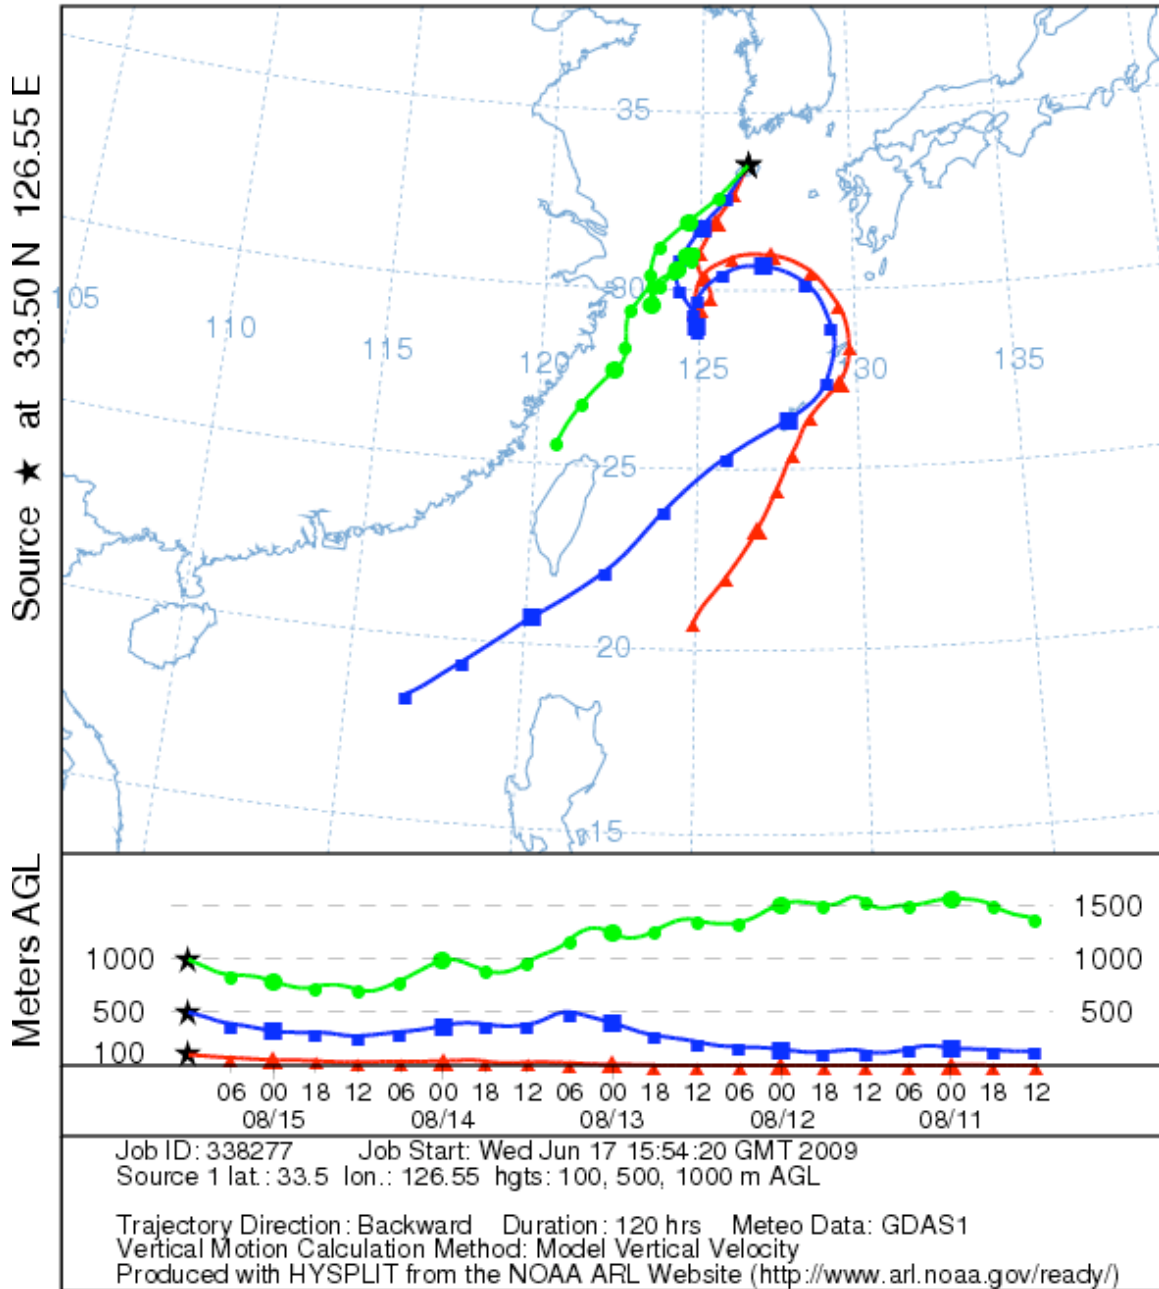 Source ★ at 33.50 N 126.55 E
35
30
105
110
115
120
125
130
135
25
20
15
Meters AGL
1500
1000
1000
500
500
100
06 00 18 12 06 00 18 12 06 00 18 12 06 00 18 12 06 00 18 12
08/15 08/14 08/13 08/12 08/11
Job ID: 338277 Job Start: Wed Jun 17 15:54:20 GMT 2009
Source 1 lat.: 33.5 lon.: 126.55 hgts: 100, 500, 1000 m AGL
Trajectory Direction: Backward Duration: 120 hrs Meteo Data: GDAS1
Vertical Motion Calculation Method: Model Vertical Velocity
Produced with HYSPLIT from the NOAA ARL Website (http://www.arl.noaa.gov/ready/)